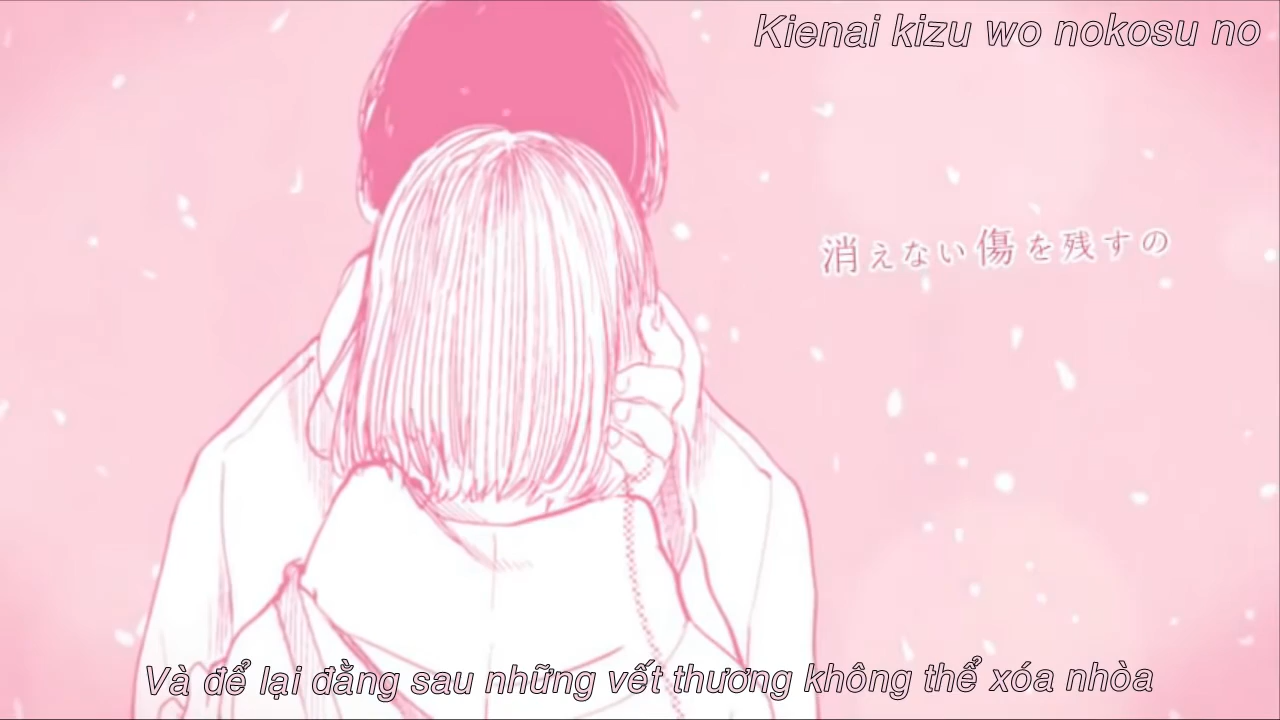 Kienai kizu wo nokosu no
消えない傷を残すの
Và để lại đằng sau những vết thương không thể xóa nhòa